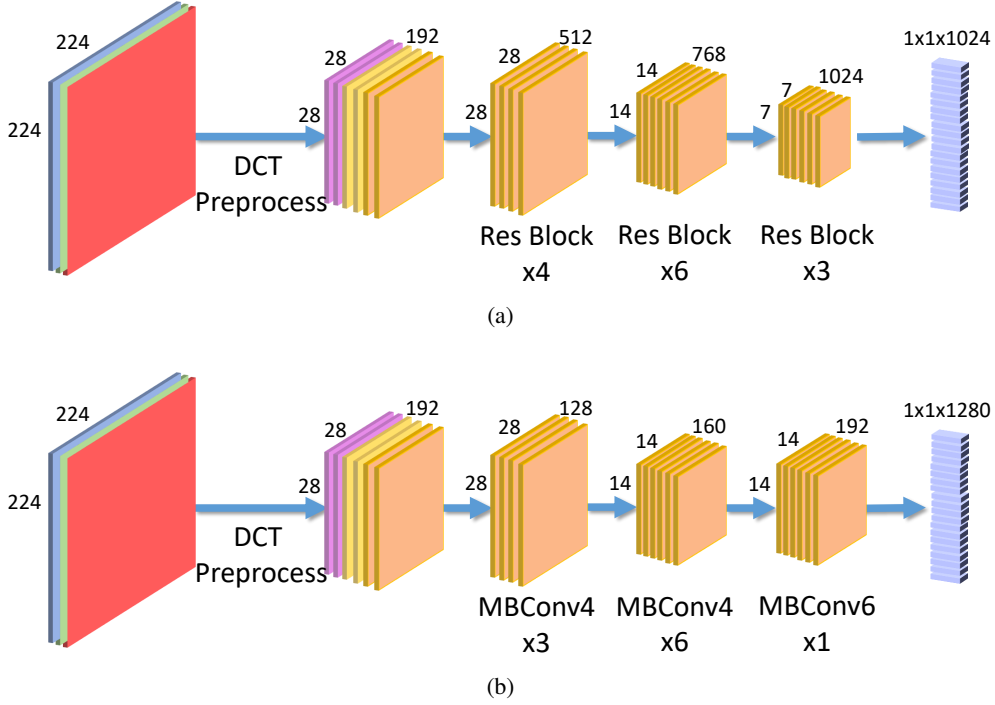 224
224
DCT
Preprocess
28
28
192
28
28
512
Res Block
x4
14
14
768
Res Block
x6
7
7
1024
Res Block
x3
1x1x1024
(a)
224
224
DCT
Preprocess
28
28
192
28
28
128
MBConv4
x3
14
14
160
MBConv4
x6
14
14
192
MBConv6
x1
1x1x1280
(b)